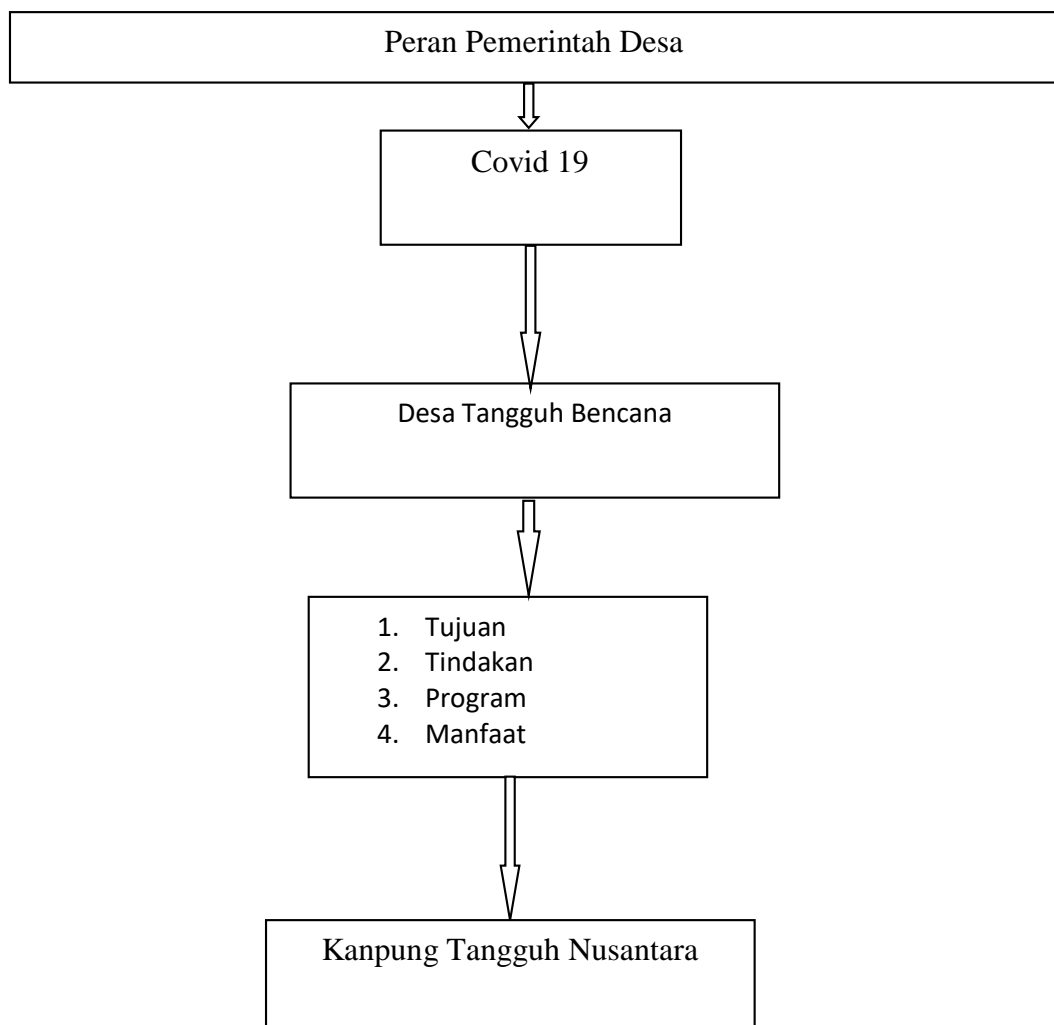 Peran Pemerintah Desa
Covid 19
Desa Tangguh Bencana
1. Tujuan
2. Tindakan
3. Program
4. Manfaat
Kanpung Tangguh Nusantara